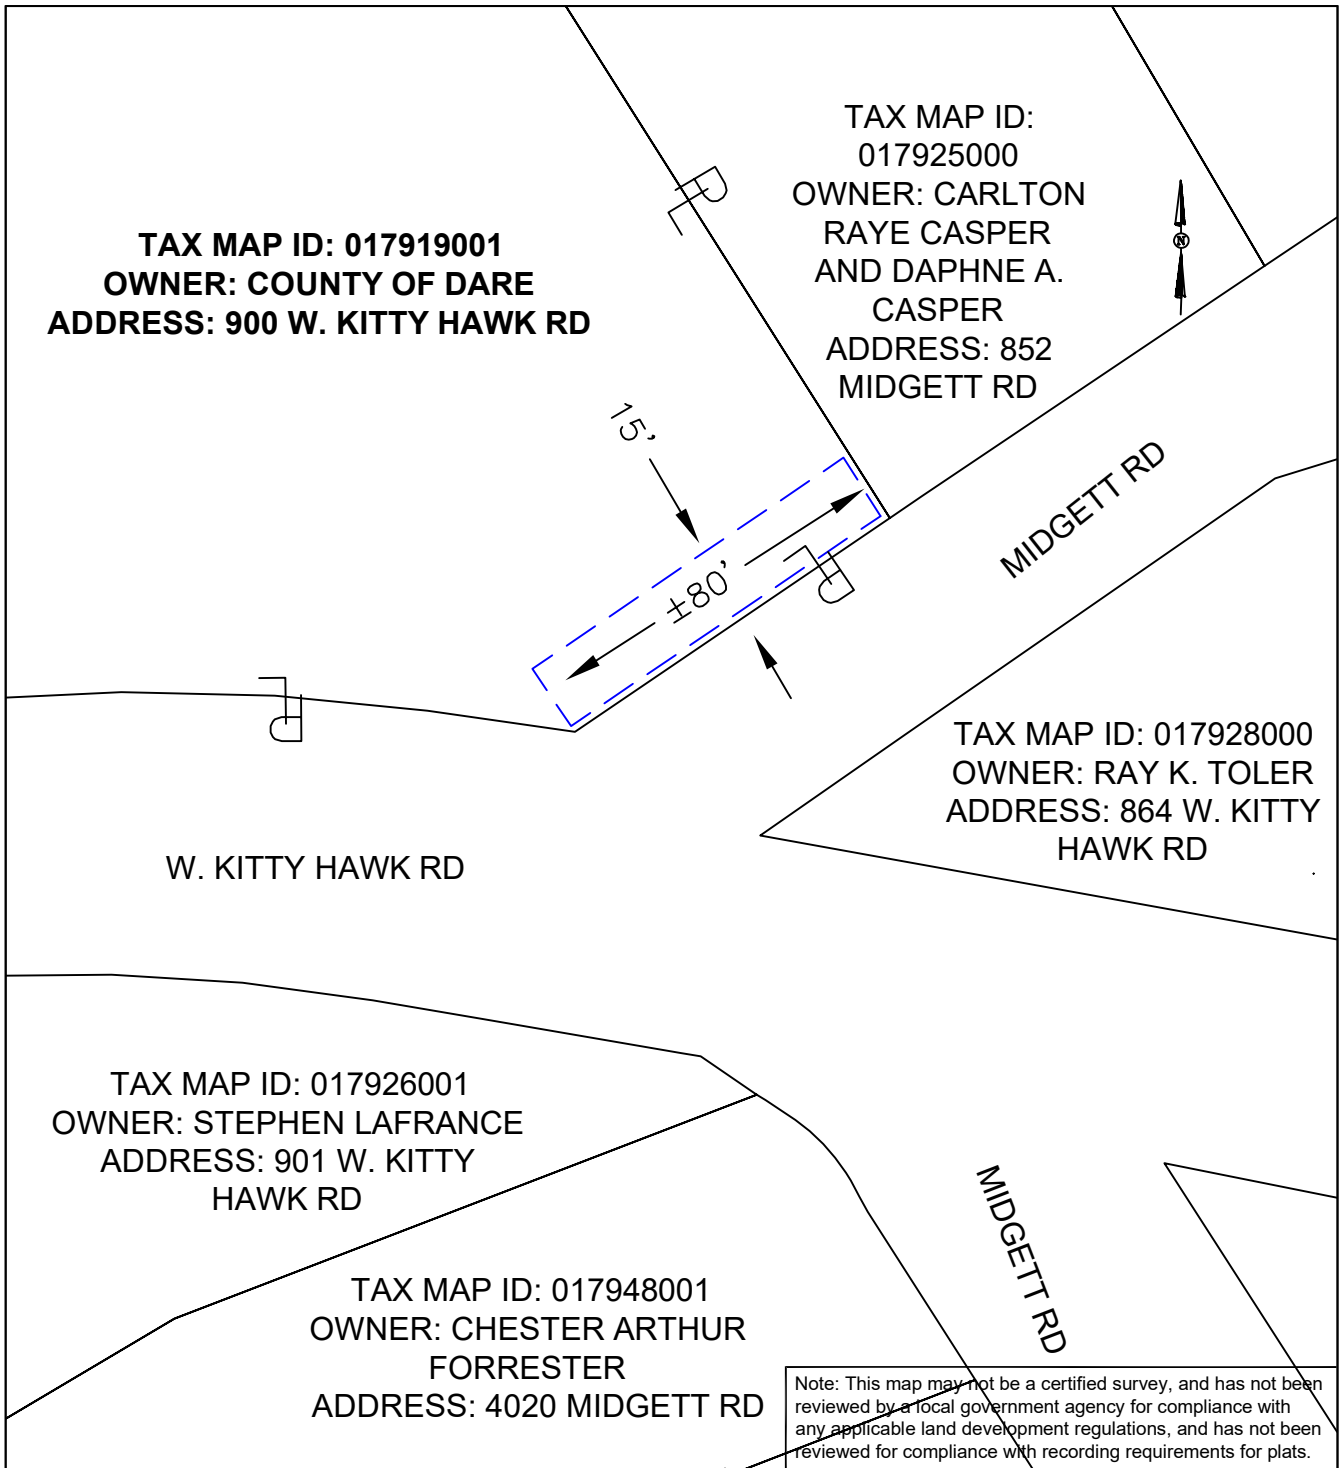 TAX MAP ID:
017925000
OWNER: CARLTON
RAYE CASPER
AND DAPHNE A.
CASPER
ADDRESS: 852
MIDGETT RD
PL
N
TAX MAP ID: 017919001
OWNER: COUNTY OF DARE
ADDRESS: 900 W. KITTY HAWK RD
15'
±80'
PL
MIDGETT RD
PL
TAX MAP ID: 017928000
OWNER: RAY K. TOLER
ADDRESS: 864 W. KITTY
HAWK RD
W. KITTY HAWK RD
TAX MAP ID: 017926001
OWNER: STEPHEN LAFRANCE
ADDRESS: 901 W. KITTY
HAWK RD
MIDGETT RD
TAX MAP ID: 017948001
OWNER: CHESTER ARTHUR
FORRESTER
ADDRESS: 4020 MIDGETT RD
Note: This map may not be a certified survey, and has not been
reviewed by a local government agency for compliance with
any applicable land development regulations, and has not been
reviewed for compliance with recording requirements for plats.